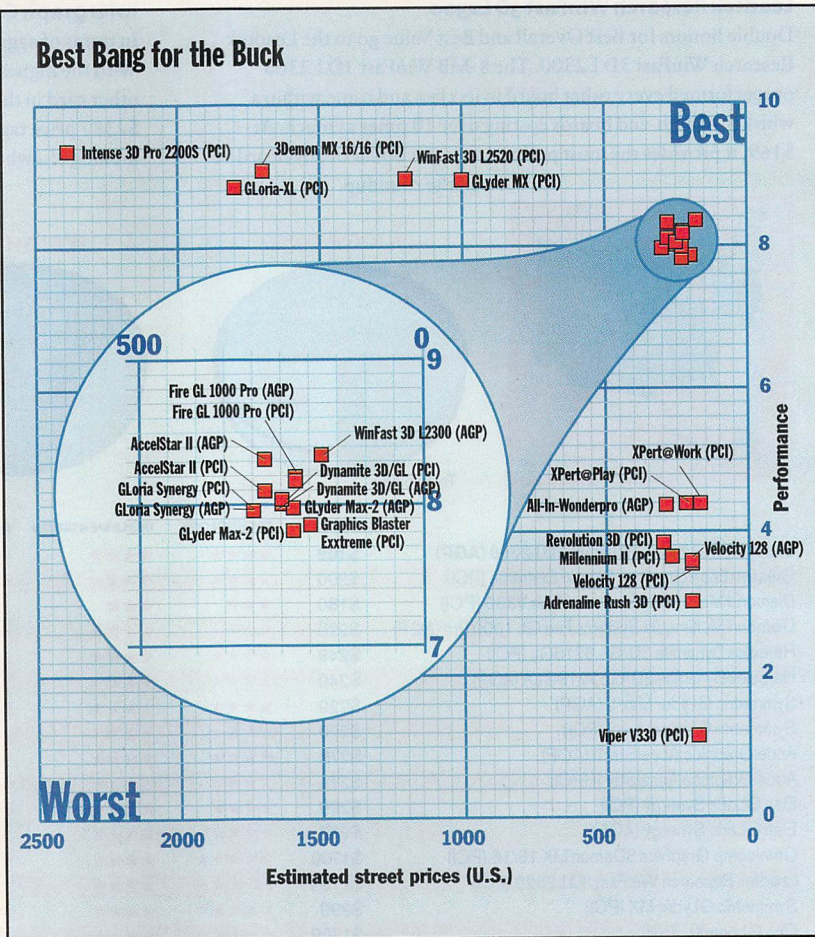 Best Bang for the Buck
Best
10
Intense 3D Pro 2200S (PCI)
3Demon MX 16/16 (PCI)
GLoria-XL (PCI)
WinFast 3D L2520 (PCI)
GLyder MX (PCI)
8
500
0
9
Fire GL 1000 Pro (AGP)
Fire GL 1000 Pro (PCI)
WinFast 3D L2300 (AGP)
AccelStar II (AGP)
AccelStar II (PCI)
Dynamite 3D/GL (PCI)
Dynamite 3D/GL (AGP)
GLoria Synergy (PCI)
GLoria Synergy (AGP)
GLyder Max-2 (AGP)
8
GLyder Max-2 (PCI)
Graphics Blaster
Exxtreme (PCI)
7
6
Performance
XPert@Work (PCI)
XPert@Play (PCI)
All-In-Wonderpro (AGP)
4
Revolution 3D (PCI)
Millennium II (PCI)
Velocity 128 (AGP)
Velocity 128 (PCI)
Adrenaline Rush 3D (PCI)
2
Viper V330 (PCI)
Worst
0
2500
2000
1500
1000
500
0
Estimated street prices (U.S.)